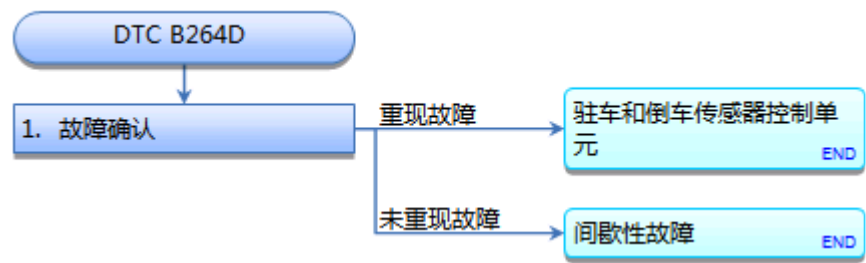 DTC B264D
1. 故障确认
重现故障
驻车和倒车传感器控制单
元
END
未重现故障
间歇性故障
END